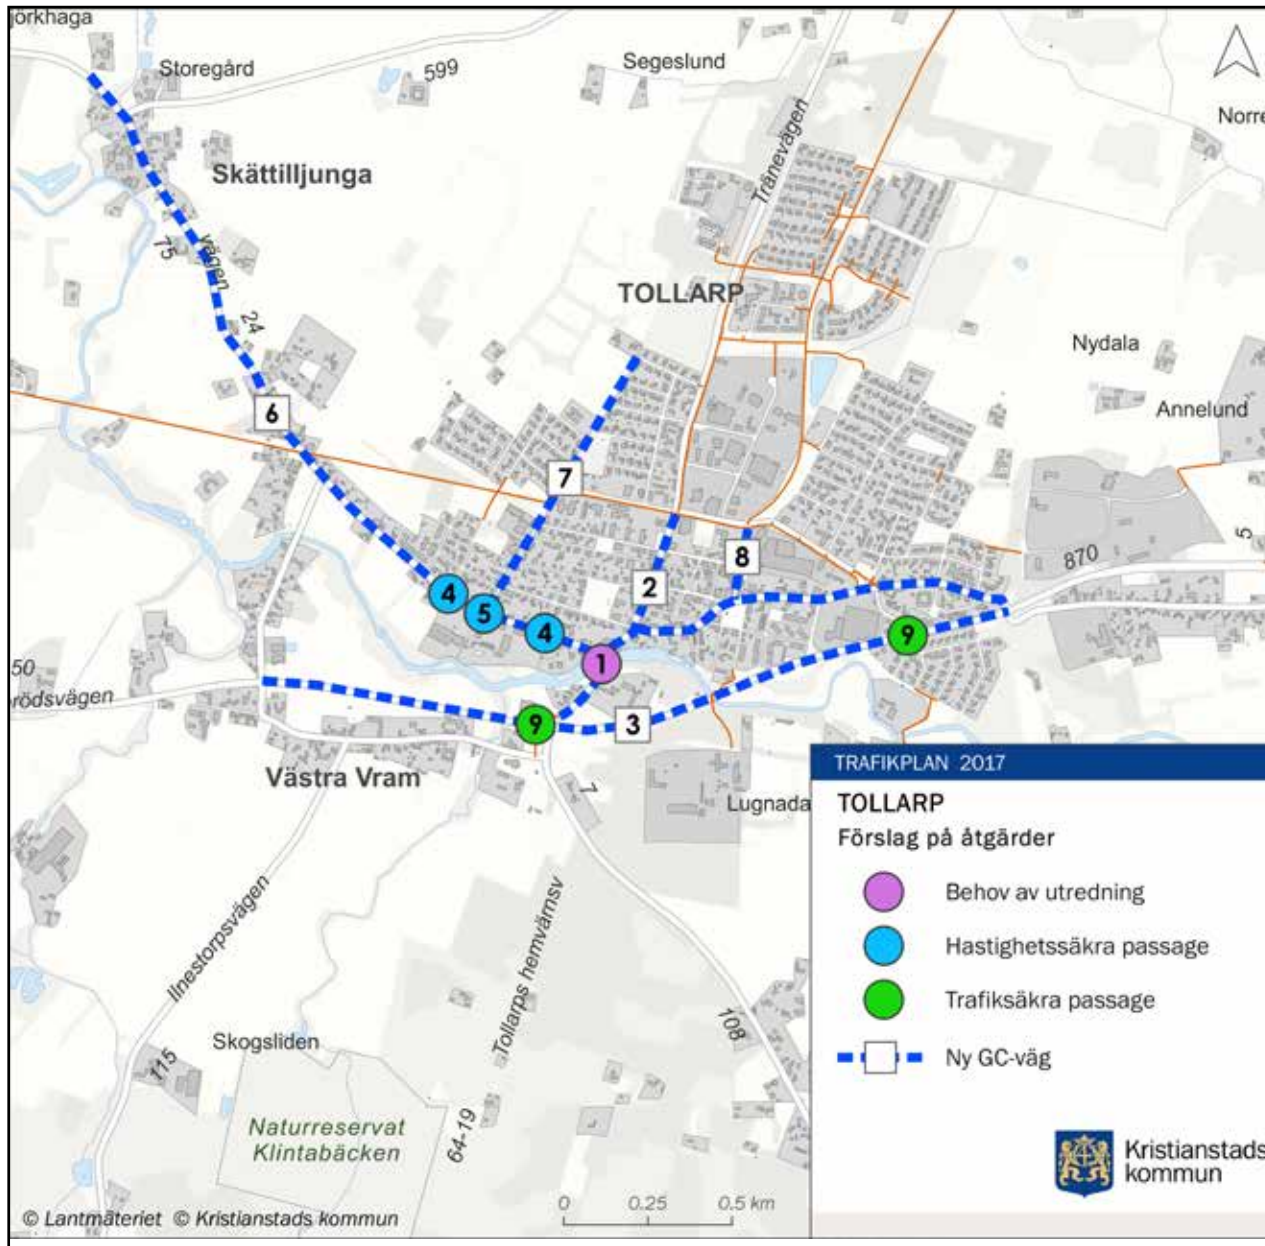 örkhaga
Storegård
599
Segeslund
Norre
Skättilljunga
Tränevägen
75
vägen
24
TOLLARP
Nydala
Annelund
6
7
8
2
870
5
4
5
4
1
9
50
rödsvägen
9
3
Västra Vram
7
Lugnada
Ilnestorpsvägen
Tollarps hemvärnsv
108
Skogsliden
115
64-19
Naturreservat
Klintabäcken
TRAFIKPLAN 2017
TOLLARP
Förslag på åtgärder
Behov av utredning
Hastighetssäkra passage
Trafiksäkra passage
Ny GC-väg
Kristianstads
kommun
0 0.25 0.5 km
© Lantmäteriet © Kristianstads kommun